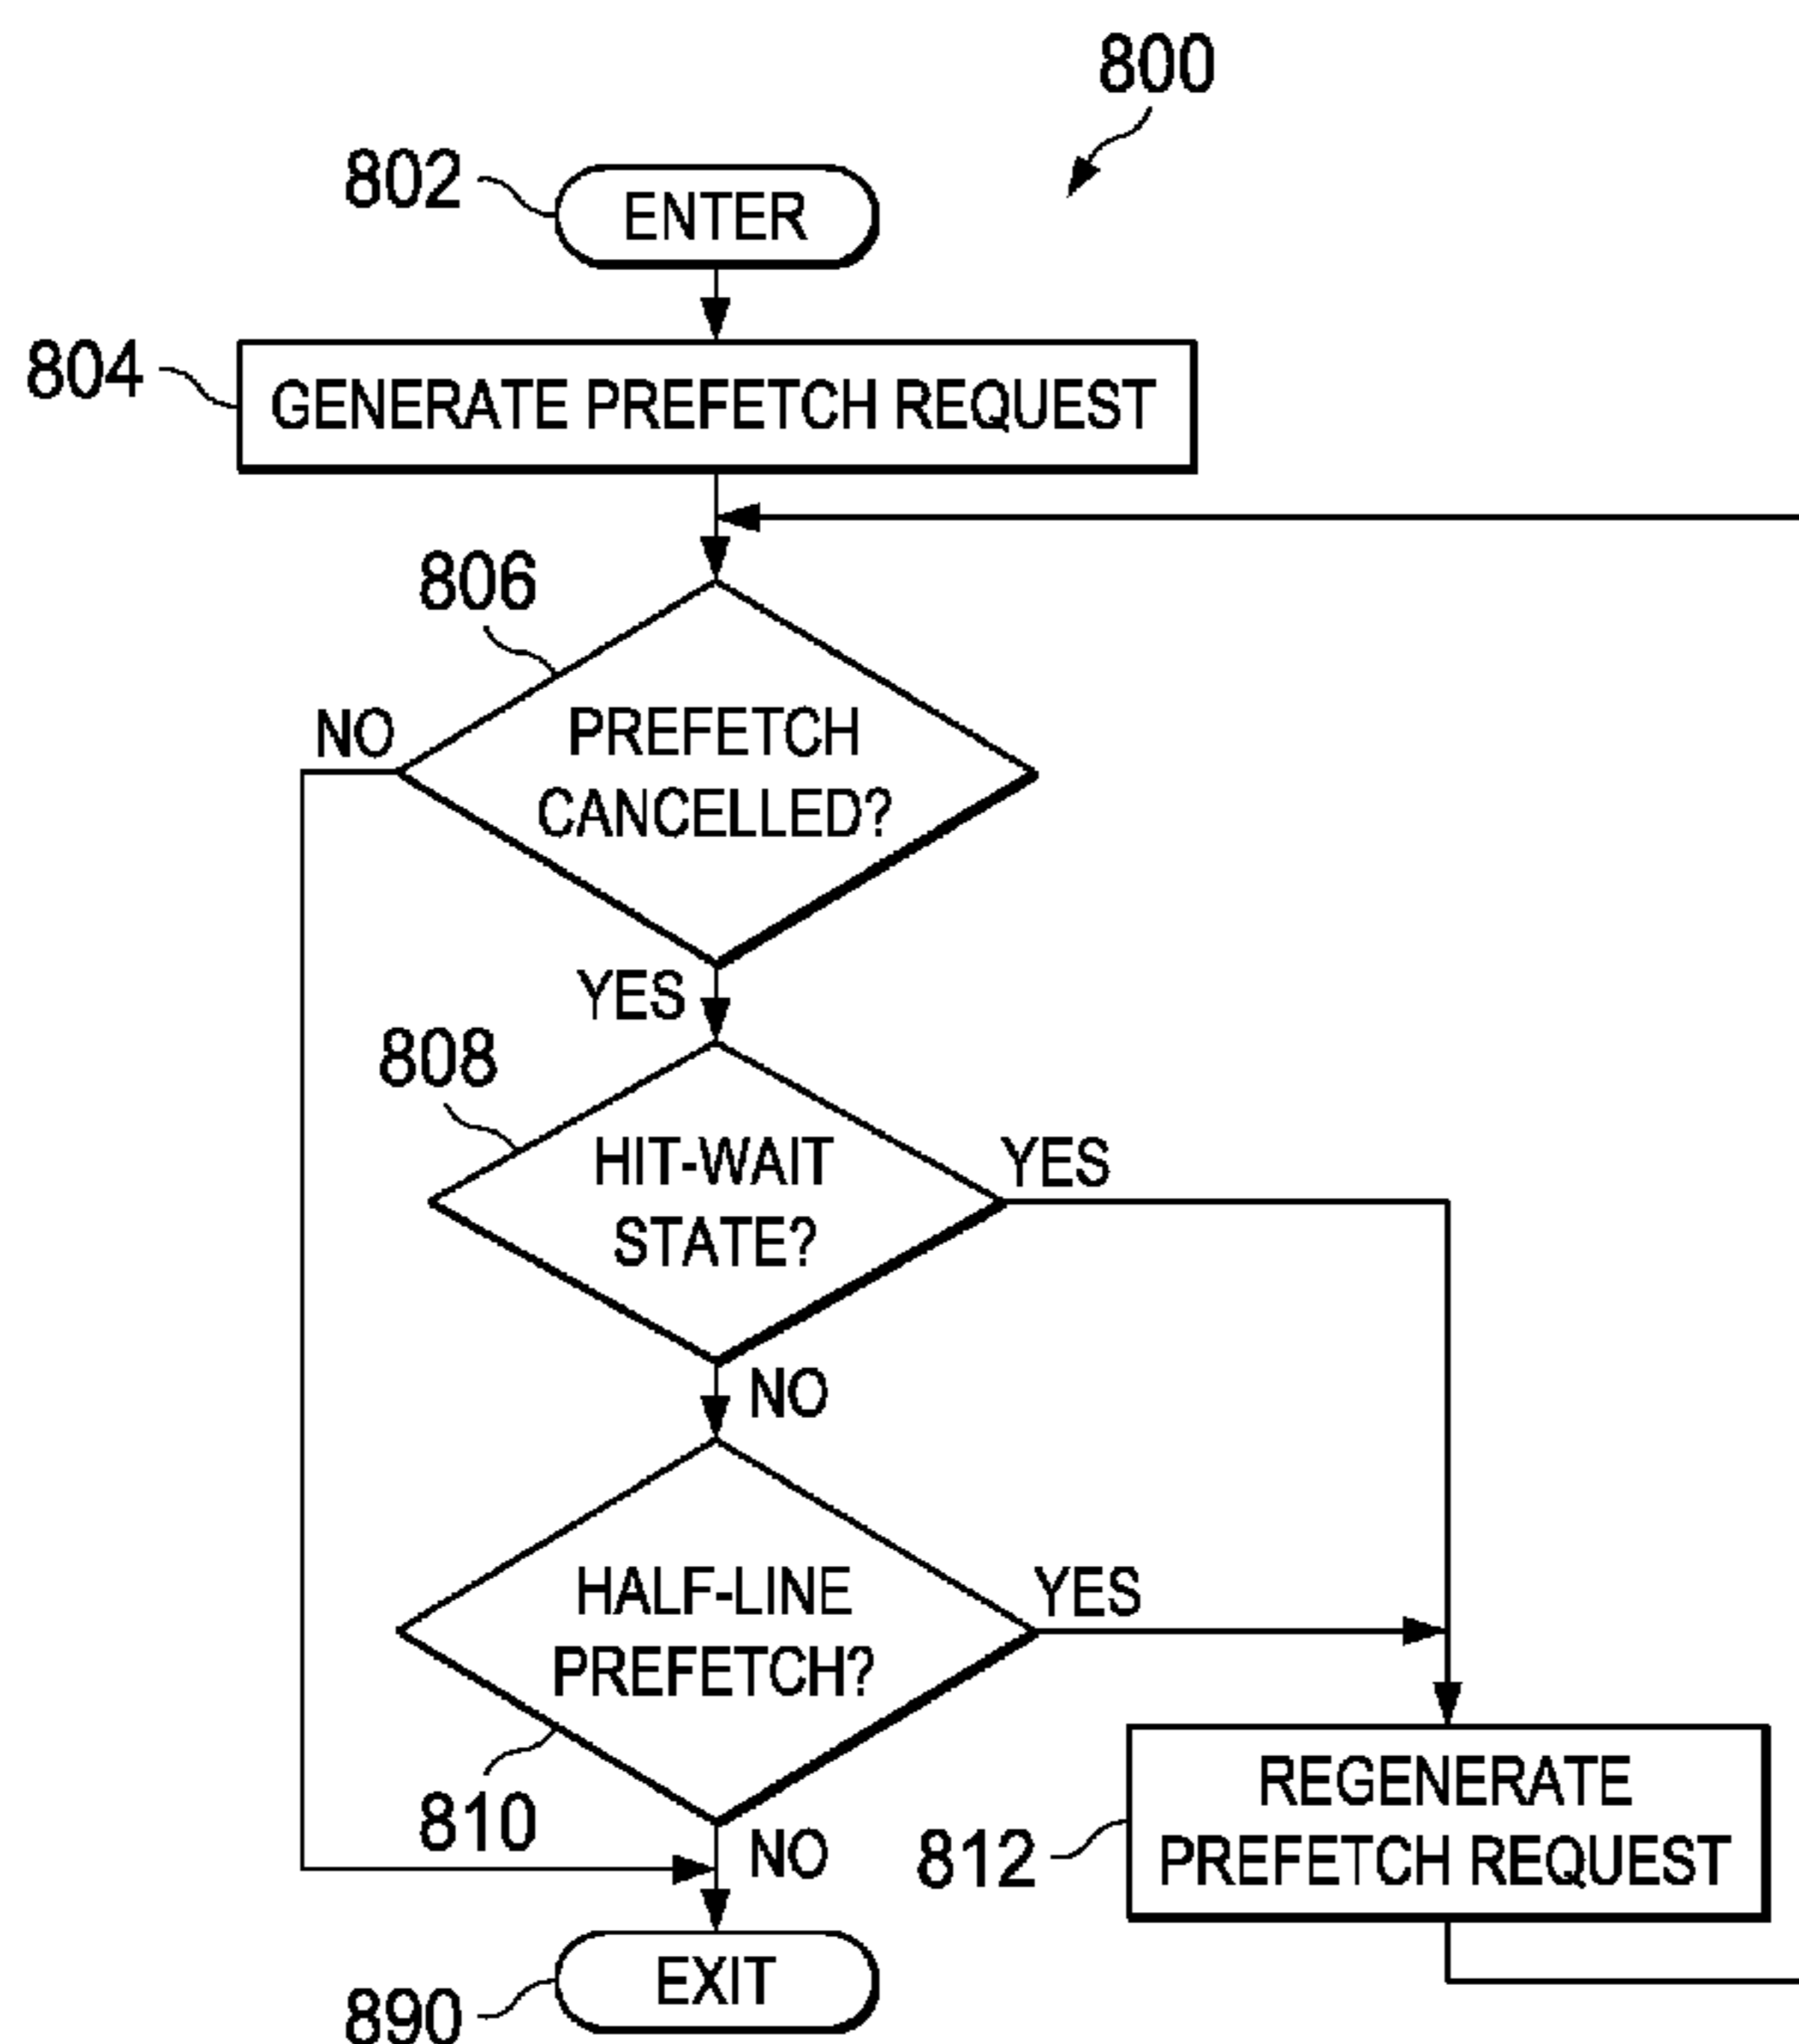 800
802
ENTER
804
GENERATE PREFETCH REQUEST
806
NO
PREFETCH
CANCELLED?
YES
808
HIT-WAIT
STATE?
YES
NO
HALF-LINE
PREFETCH?
YES
810
NO
812
REGENERATE
PREFETCH REQUEST
890
EXIT